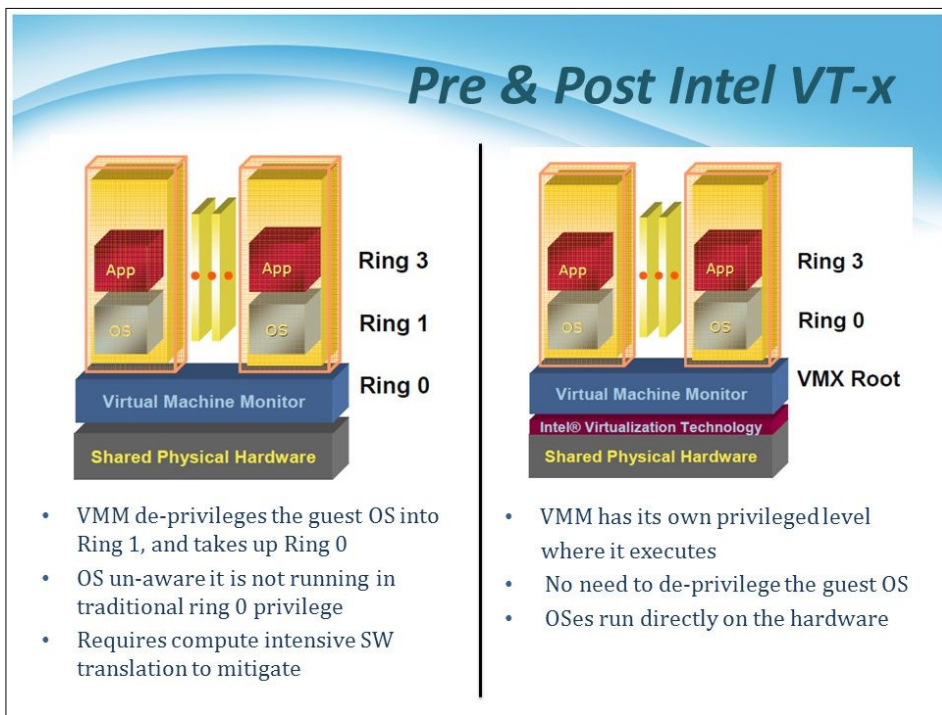 Pre & Post Intel VT-x
App
App
Ring 3
OS
OS
Ring 1
Ring 0
Virtual Machine Monitor
Shared Physical Hardware
• VMM de-privileges the guest OS into
Ring 1, and takes up Ring 0
• OS un-aware it is not running in
traditional ring 0 privilege
• Requires compute intensive SW
translation to mitigate
App
App
Ring 3
OS
OS
Ring 0
VMX Root
Virtual Machine Monitor
Intel® Virtualization Technology
Shared Physical Hardware
• VMM has its own privileged level
where it executes
• No need to de-privilege the guest OS
• OSes run directly on the hardware